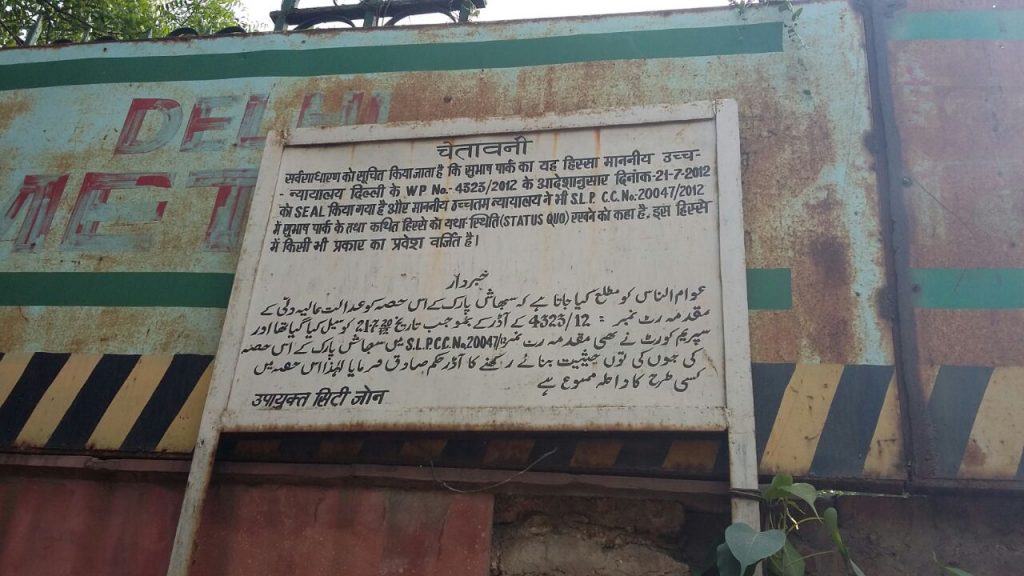 DELHI
MET
चेतावनी
सर्वसाधारण को सूचित किया जाता है कि सुभाष पार्क का यह हिस्सा माननीय उच्च-
- न्यायालय दिल्ली के, W P No.- 4323/2012 के आदेशानुसार दिनांक-21-7-2012
को SEAL किया गया है और माननीय उच्चतम न्यायालय ने भी S.L.P. C.C. No.: 20047/2012
में सुभाष पार्क के तथा कथित हिस्से की यथा-स्थिति (STATUS QUO) रखने को कहा है, इस हिस्से
में किसी भी प्रकार का प्रवेश वर्जित है।
خبردار
عوام الناس کو مطلع کیا جاتا ہے کہ سبھاش پارک کے اس حصہ کو عدالت عالیہ دہلی کے
مقدمہ رٹ نمبر : 4323/12 کے آڈر کے بموجب تاریخ 21-7 کو سیل کیا گیا تھا اور
سپریم کورٹ نے بھی مقدمہ رٹ نمبر S.L.P.C.C. No. 20047/ میں سبھاش پارک کے اس حصہ
کی جوں کی توں حیثیت بنائے رکھنے کا آڈر حکم صادق فرمایا لہٰذا اس حصہ میں
کسی طرح کا داخلہ ممنوع ہے
उपायुक्त सिटी ज़ोन